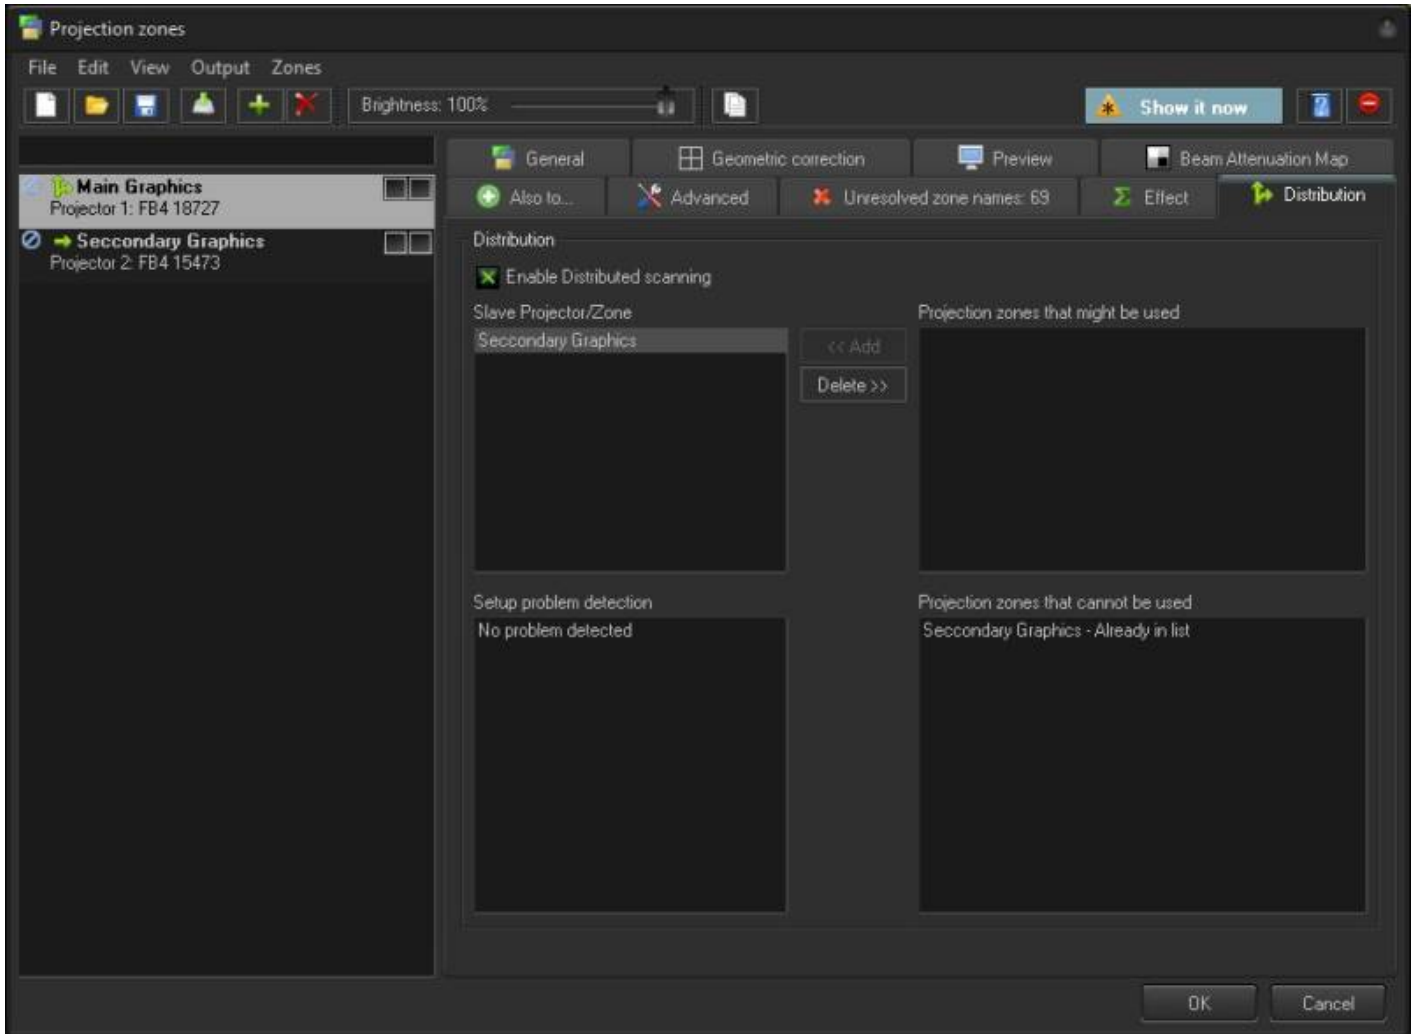 Projection zones
File Edit View Output Zones
Brightness: 100% Show it now
General Geometric correction Preview Beam Attenuation Map
Main Graphics
Projector 1: FB4 18727
Also to... Advanced Unresolved zone names: 69 Effect Distribution
Seccondary Graphics
Projector 2: FB4 15473
Distribution
Enable Distributed scanning
Slave Projector/Zone Projection zones that might be used
Seccondary Graphics << Add
Delete >>
Setup problem detection Projection zones that cannot be used
No problem detected Seccondary Graphics - Already in list
OK Cancel